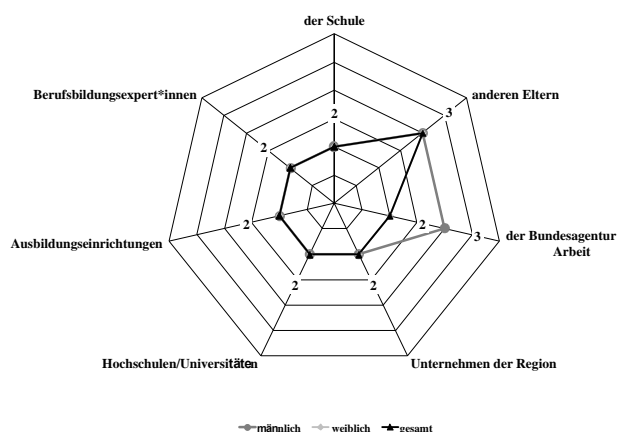 der Schule
Berufsbildungsexpert*innen
anderen Eltern
2
3
2
Ausbildungseinrichtungen
2
2
3
der Bundesagentur
Arbeit
2
2
Hochschulen/Universitäten
Unternehmen der Region
männlich weiblich gesamt